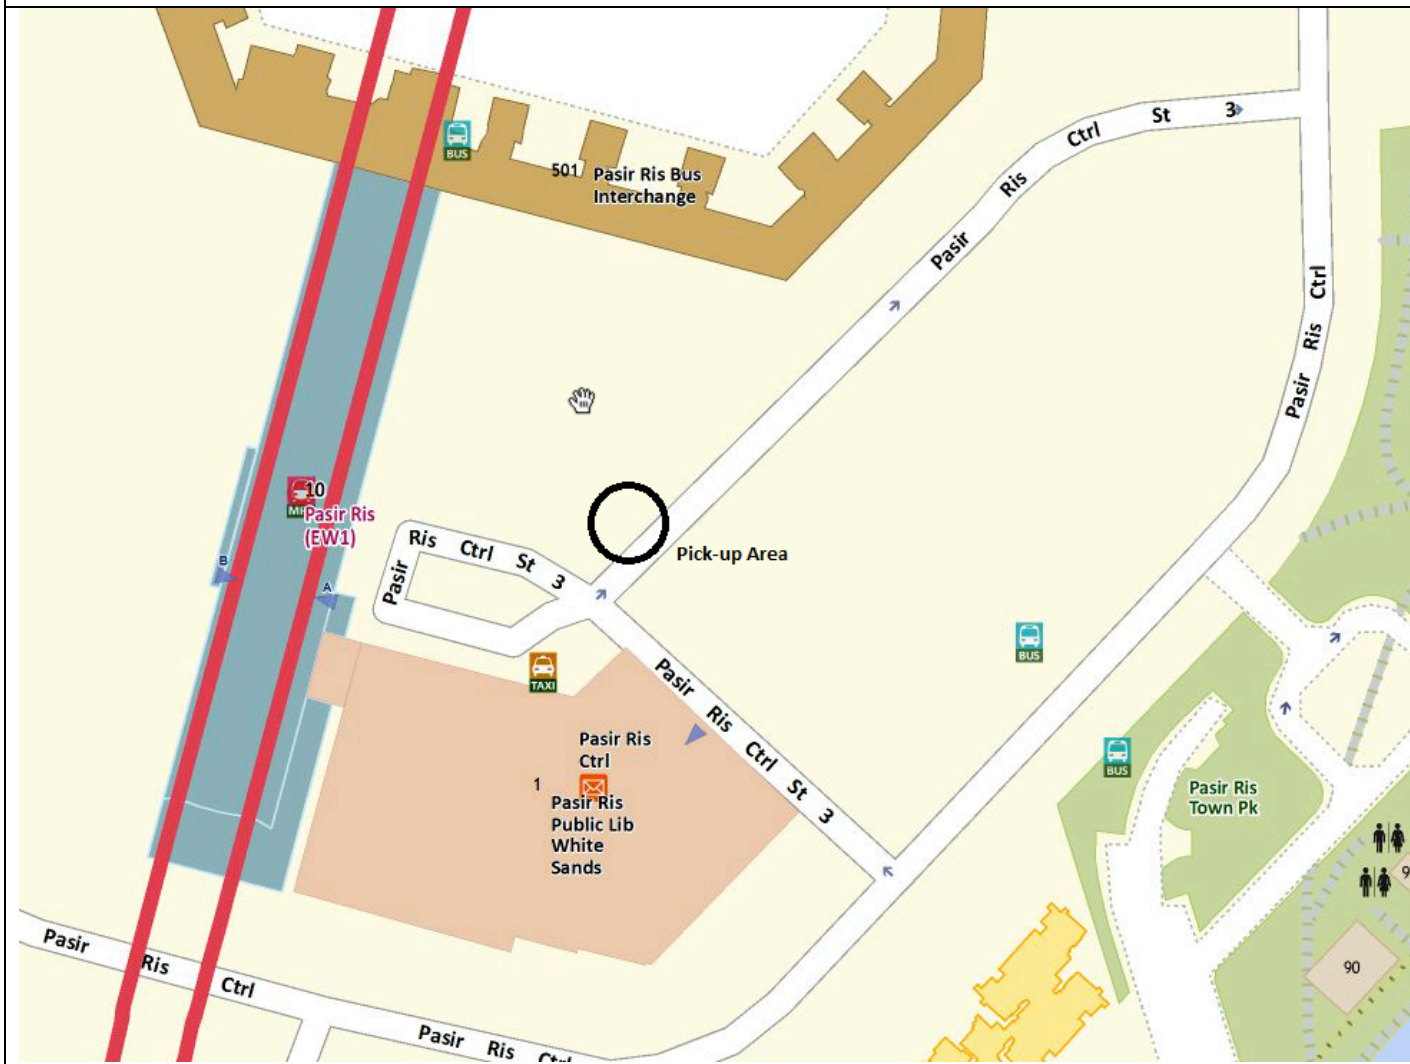 BUS
501
Pasir Ris Bus
Interchange
Pasir Ris Ctrl St 3
Pasir Ris Ctrl
10
Pasir Ris
(EW1)
B
A
Pasir Ris Ctrl St 3
Pick-up Area
TAXI
BUS
Pasir Ris Ctrl St 3
Pasir Ris
Ctrl
1
Pasir Ris
Public Lib
White
Sands
BUS
Pasir Ris
Town Pk
9
90
Pasir Ris Ctrl
Pasir Ris